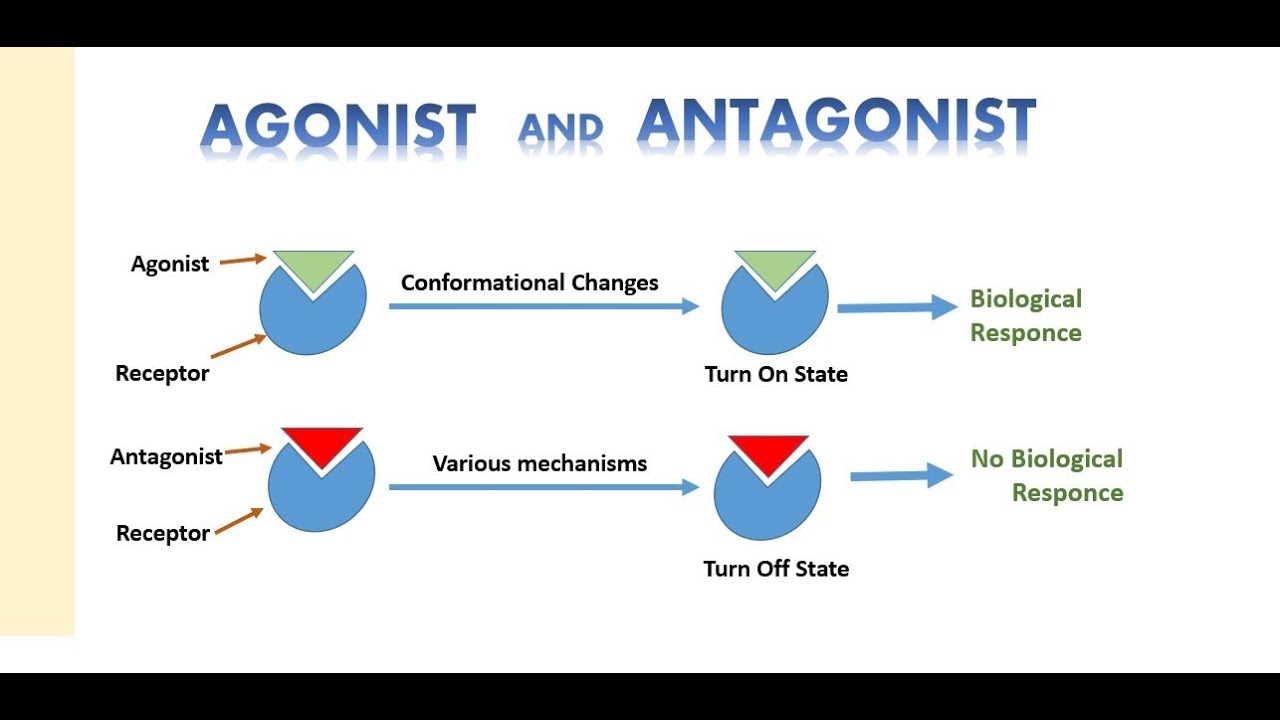 AGONIST AND ANTAGONIST
Agonist
Conformational Changes
Biological
Responce
Receptor
Turn On State
Antagonist
Various mechanisms
No Biological
Responce
Receptor
Turn Off State